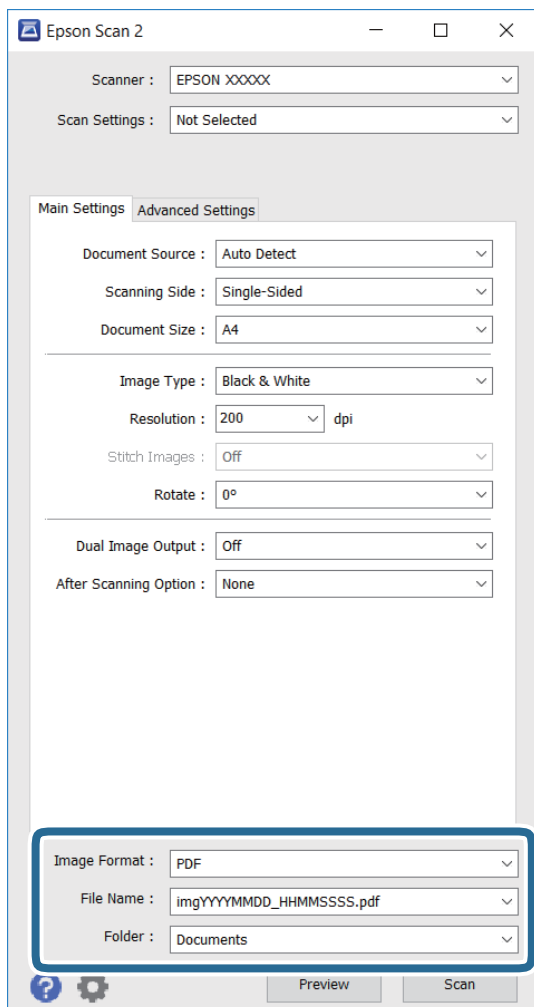 Epson Scan 2
Scanner : EPSON XXXXX
Scan Settings : Not Selected
Main Settings Advanced Settings
Document Source : Auto Detect
Scanning Side : Single-Sided
Document Size : A4
Image Type : Black & White
Resolution : 200 dpi
Stitch Images : Off
Rotate : 0°
Dual Image Output : Off
After Scanning Option : None
Image Format : PDF
File Name : imgYYYYMMDD_HHMMSSSS.pdf
Folder : Documents
? Preview Scan